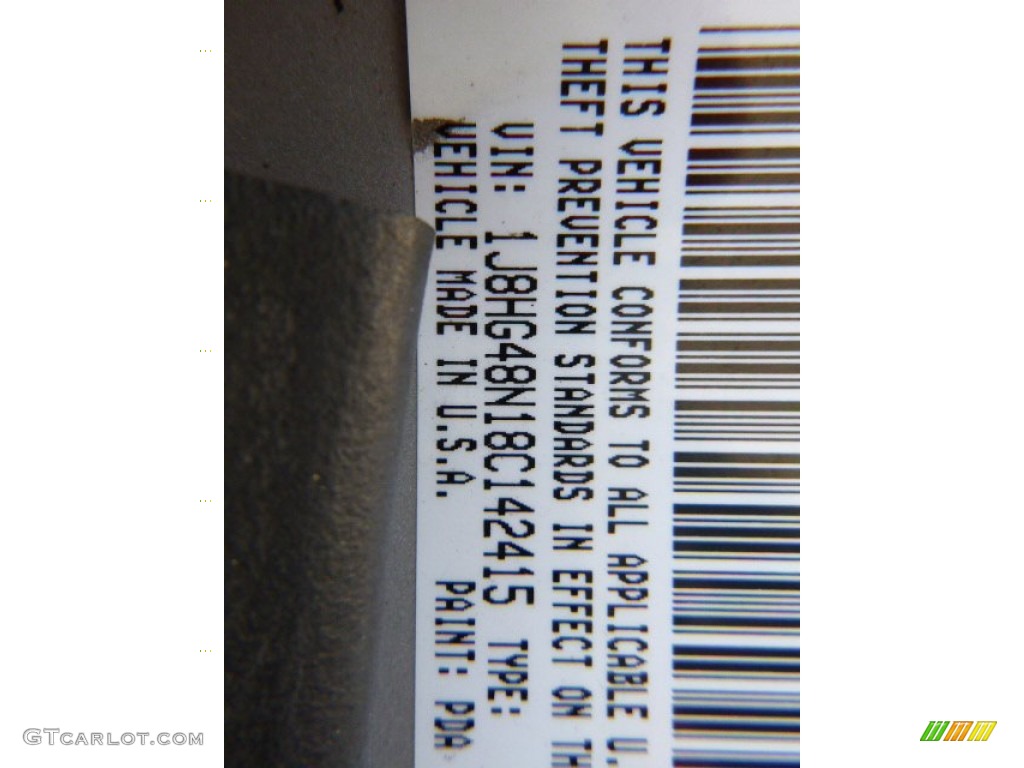 THIS VEHICLE CONFORMS TO ALL APPLICABLE U.
THEFT PREVENTION STANDARDS IN EFFECT ON TH
VIN: 1J8HG48N18C142415 TYPE:
VEHICLE MADE IN U.S.A. PAINT: PDA
GTCARLOT.COM